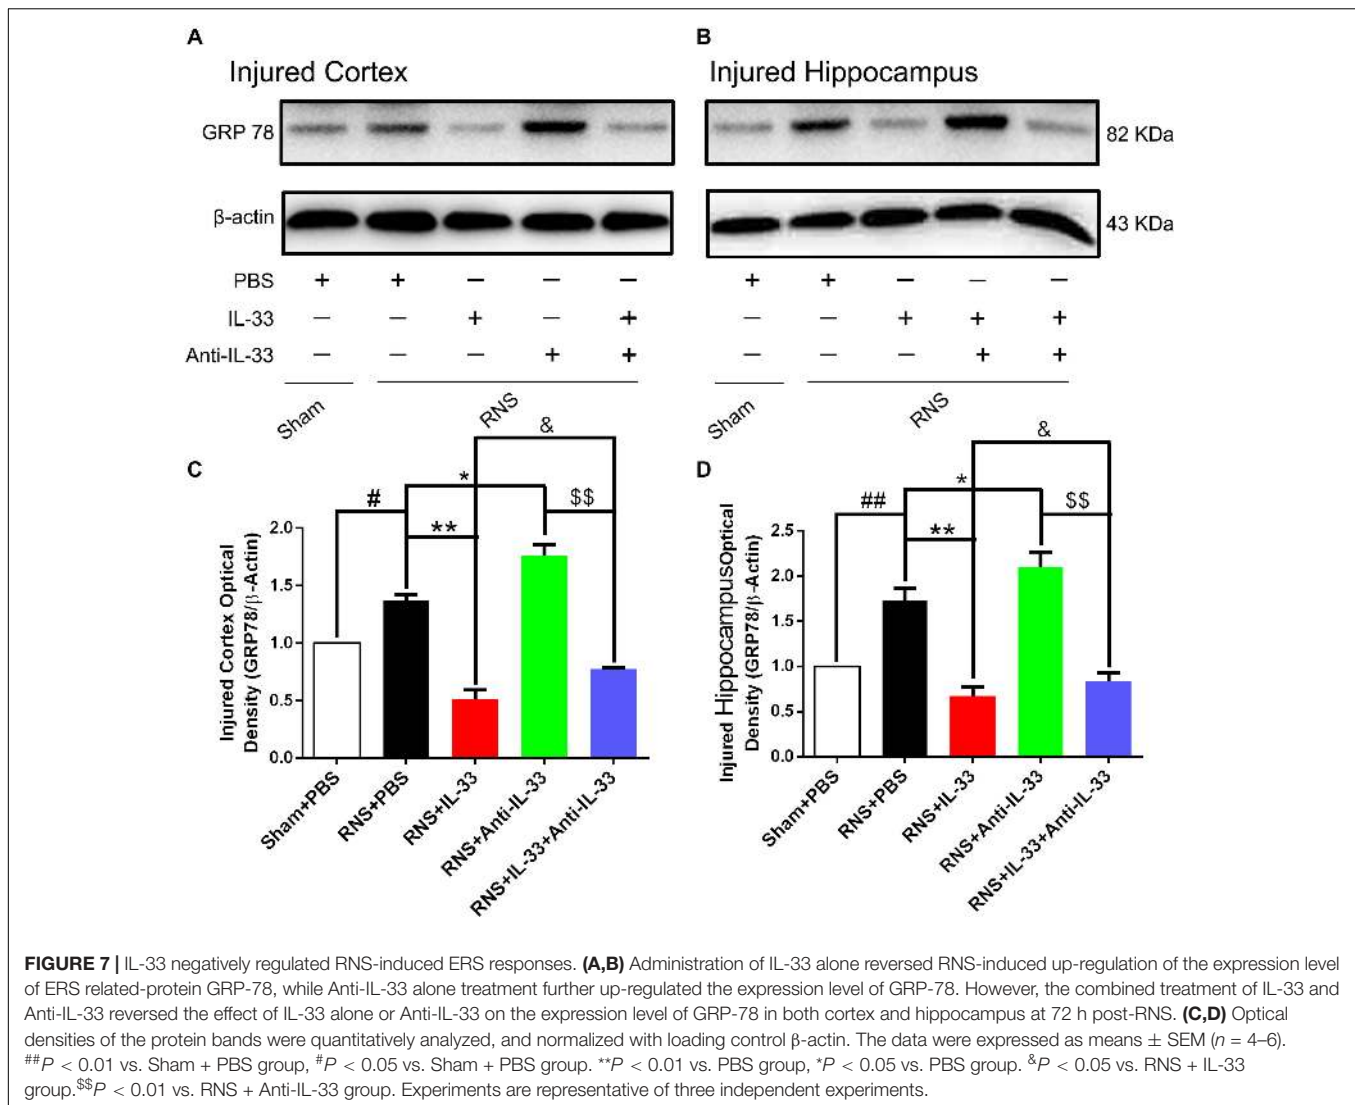 A
B
Injured Cortex
Injured Hippocampus
GRP 78
82 KDa
β-actin
43 KDa
PBS + + – – – + + – – –
IL-33 – – + – + – – + + +
Anti-IL-33 – – – + + – – – + +
Sham RNS Sham RNS
C
&
*
#
$$
**
Injured Cortex Optical
Density (GRP78/β-Actin)
2.0
1.5
1.0
0.5
0.0
Sham+PBS
RNS+PBS
RNS+IL-33
RNS+Anti-IL-33
RNS+IL-33+Anti-IL-33
D
&
*
##
$$
**
Injured HippocampusOptical
Density (GRP78/β-Actin)
2.5
2.0
1.5
1.0
0.5
0.0
Sham+PBS
RNS+PBS
RNS+IL-33
RNS+Anti-IL-33
RNS+IL-33+Anti-IL-33
FIGURE 7 | IL-33 negatively regulated RNS-induced ERS responses. (A,B) Administration of IL-33 alone reversed RNS-induced up-regulation of the expression level
of ERS related-protein GRP-78, while Anti-IL-33 alone treatment further up-regulated the expression level of GRP-78. However, the combined treatment of IL-33 and
Anti-IL-33 reversed the effect of IL-33 alone or Anti-IL-33 on the expression level of GRP-78 in both cortex and hippocampus at 72 h post-RNS. (C,D) Optical
densities of the protein bands were quantitatively analyzed, and normalized with loading control β-actin. The data were expressed as means ± SEM (n = 4–6).
##P < 0.01 vs. Sham + PBS group, #P < 0.05 vs. Sham + PBS group. **P < 0.01 vs. PBS group, *P < 0.05 vs. PBS group. &P < 0.05 vs. RNS + IL-33
group.$$P < 0.01 vs. RNS + Anti-IL-33 group. Experiments are representative of three independent experiments.